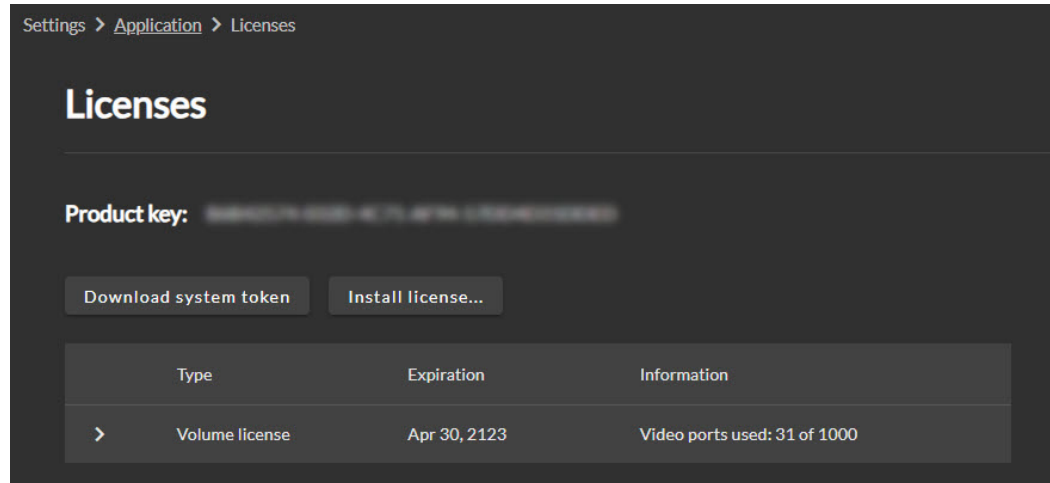 Settings > Application > Licenses
Licenses
Product key:
Download system token Install license...
Type Expiration Information
> Volume license Apr 30, 2123 Video ports used: 31 of 1000